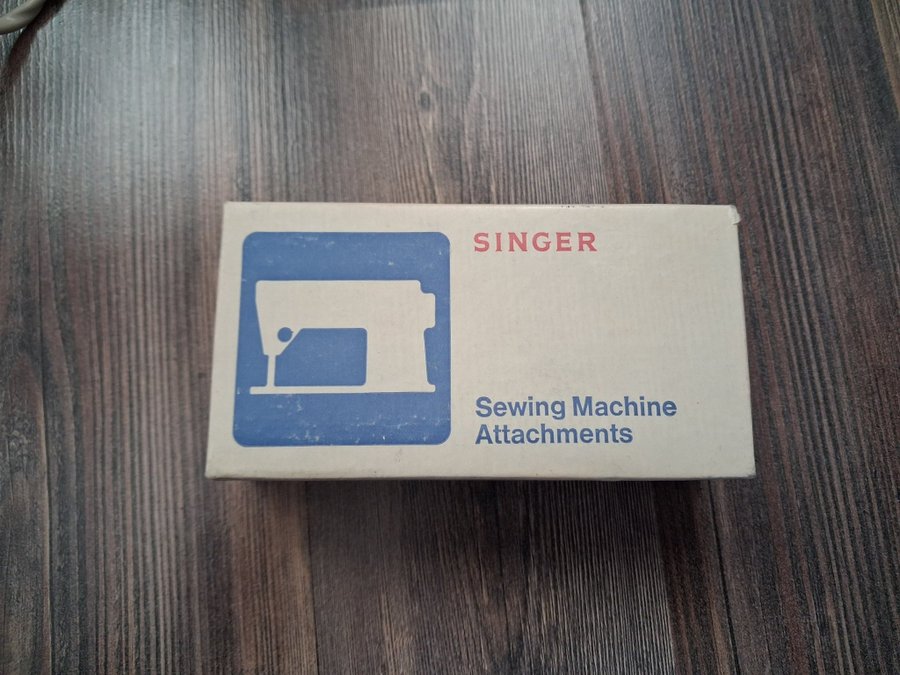 SINGER
Sewing Machine
Attachments